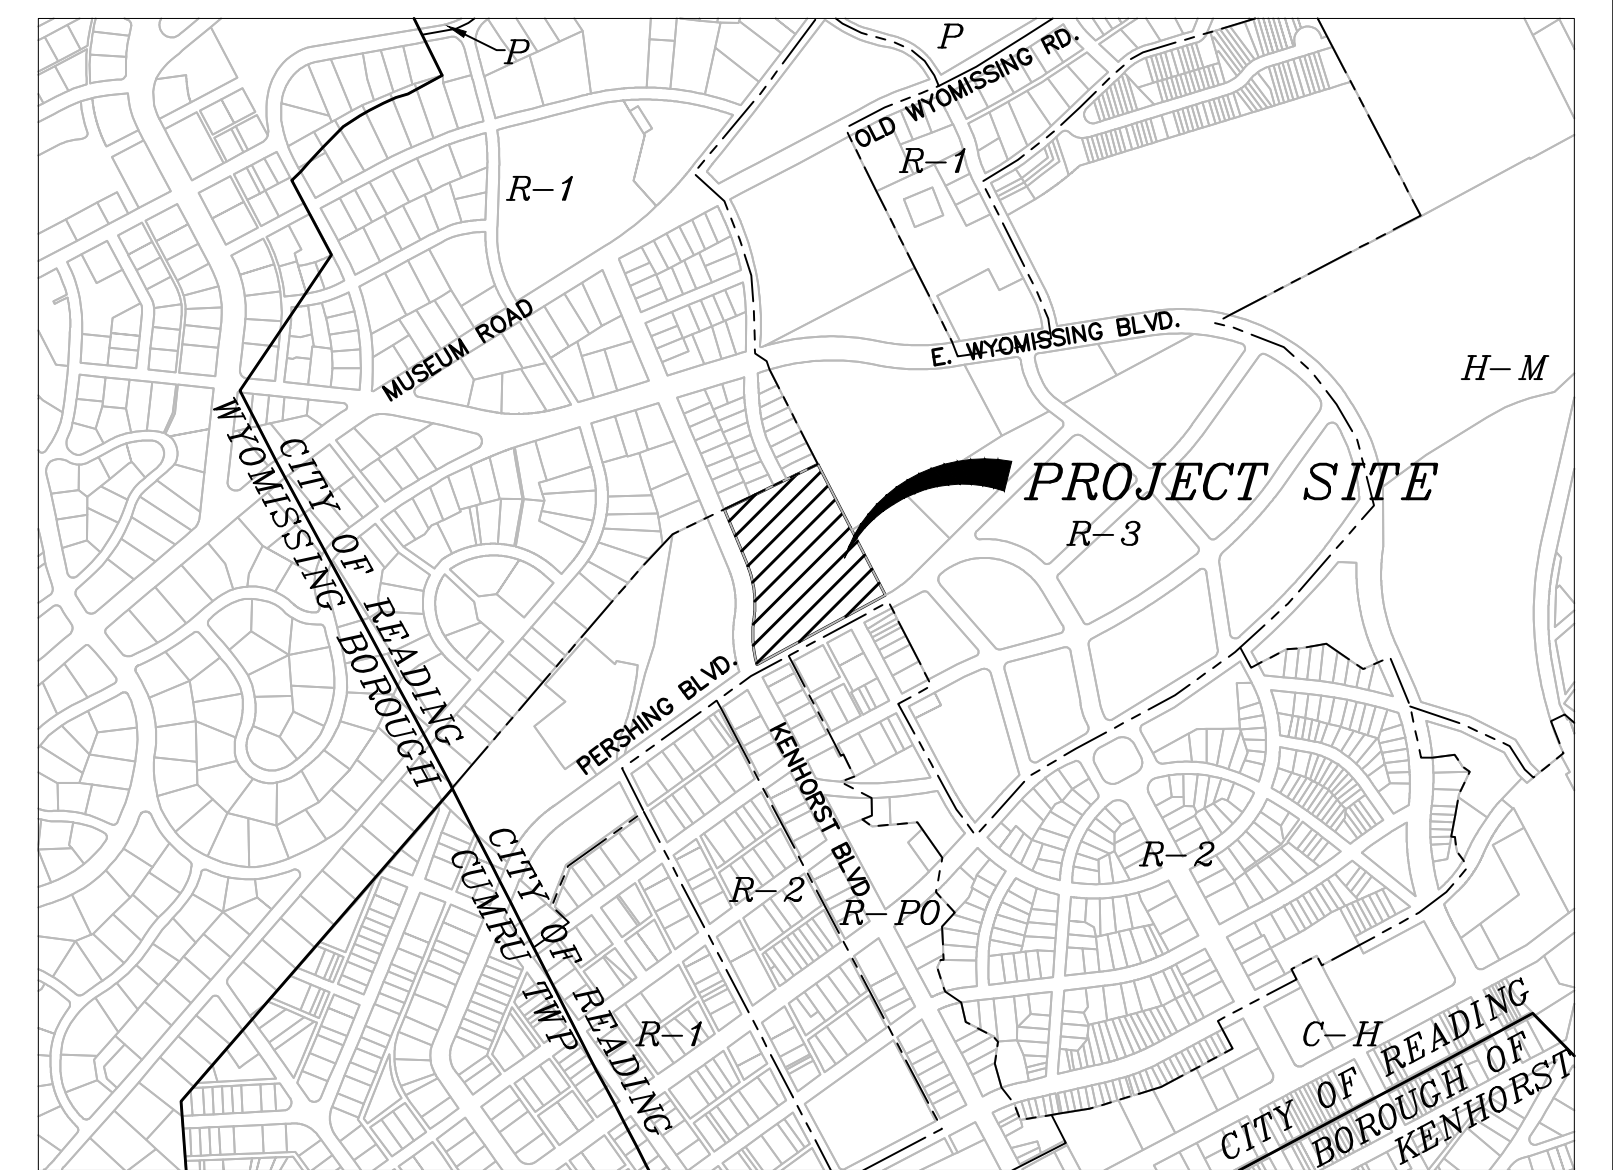 P
P
OLD WYOMISSING RD.
R-1
R-1
MUSEUM ROAD
E. WYOMISSING BLVD.
H-M
PROJECT SITE
R-3
CITY OF READING
WYOMISSING BOROUGH
PERSHING BLVD.
KENHORST BLVD.
R-2
R-2
R-PO
CITY OF READING
CUMRU TWP
R-1
C-H
CITY OF READING
BOROUGH OF
KENHORST